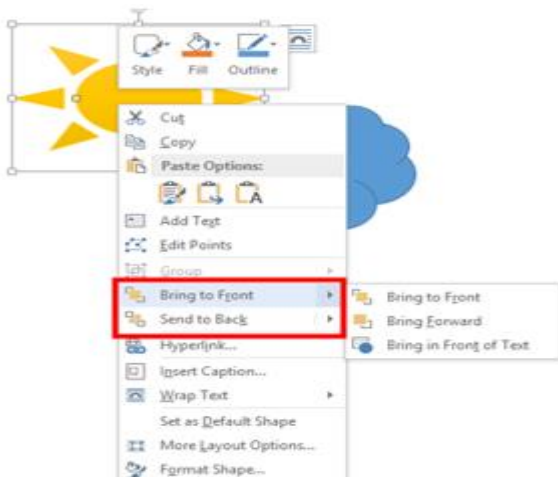 Style Fill Outline
Cut
Copy
Paste Options:
Add Text
Edit Points
Group
Bring to Front
Send to Back
Hyperlink...
Insert Caption...
Wrap Text
Set as Default Shape
More Layout Options...
Format Shape...
Bring to Front
Bring Forward
Bring in Front of Text